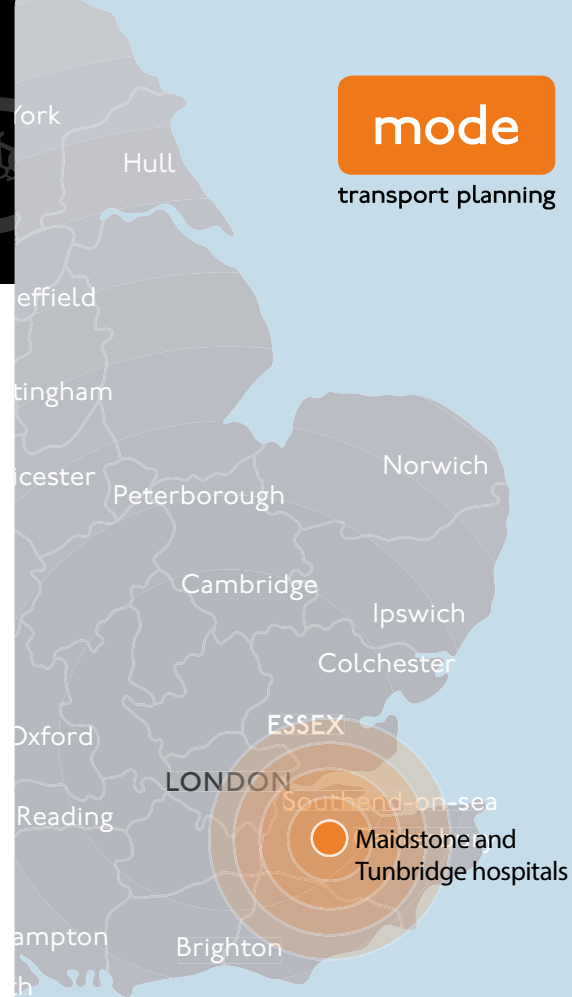 mode
transport planning
York
Hull
effield
tingham
icester
Norwich
Peterborough
Cambridge
Ipswich
Colchester
ESSEX
Oxford
LONDON
Southend-on-sea
Reading
Maidstone and
Tunbridge hospitals
ampton
Brighton
th